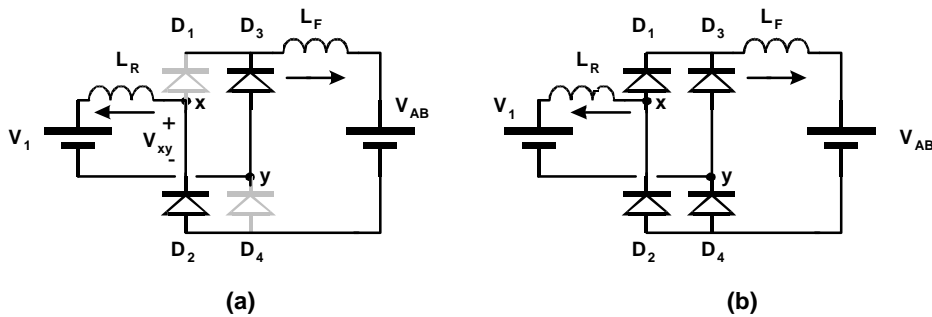 D1 D3 LF
LR
x
V1
+
Vxy
-
VAB
y
D2 D4
(a)
D1 D3 LF
LR
x
V1
VAB
y
D2 D4
(b)